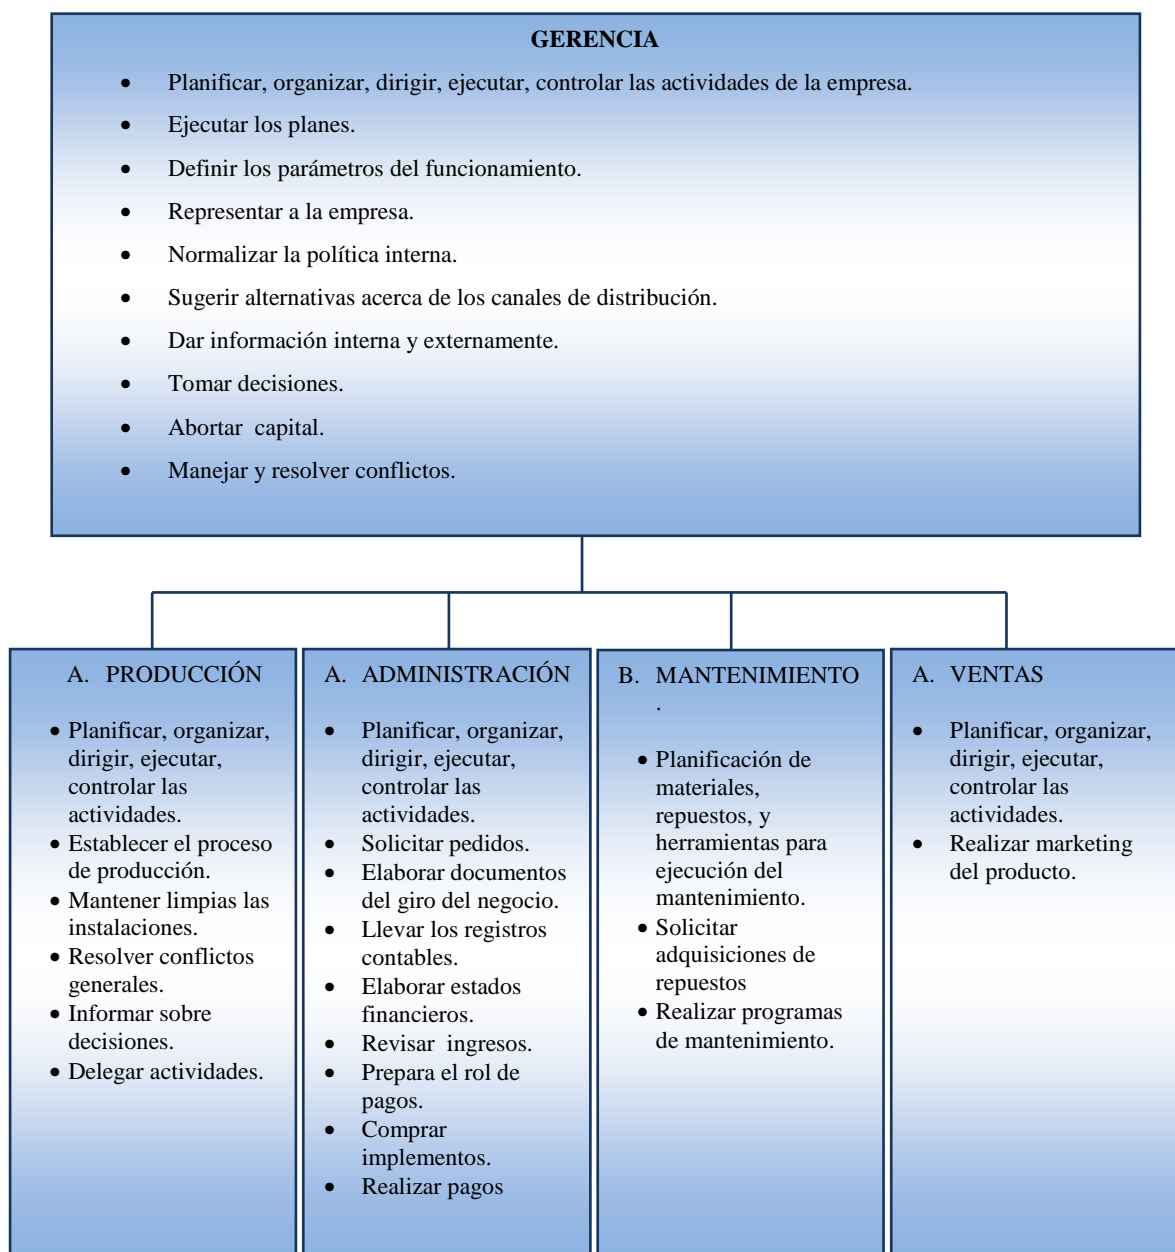 GERENCIA
• Planificar, organizar, dirigir, ejecutar, controlar las actividades de la empresa.
• Ejecutar los planes.
• Definir los parámetros del funcionamiento.
• Representar a la empresa.
• Normalizar la política interna.
• Sugerir alternativas acerca de los canales de distribución.
• Dar información interna y externamente.
• Tomar decisiones.
• Abortar  capital.
• Manejar y resolver conflictos.
A. PRODUCCIÓN
• Planificar, organizar,
dirigir, ejecutar,
controlar las
actividades.
• Establecer el proceso
de producción.
• Mantener limpias las
instalaciones.
• Resolver conflictos
generales.
• Informar sobre
decisiones.
• Delegar actividades.
A. ADMINISTRACIÓN
• Planificar, organizar,
dirigir, ejecutar,
controlar las
actividades.
• Solicitar pedidos.
• Elaborar documentos
del giro del negocio.
• Llevar los registros
contables.
• Elaborar estados
financieros.
• Revisar  ingresos.
• Prepara el rol de
pagos.
• Comprar
implementos.
• Realizar pagos
B. MANTENIMIENTO
.
• Planificación de
materiales,
repuestos, y
herramientas para
ejecución del
mantenimiento.
• Solicitar
adquisiciones de
repuestos
• Realizar programas
de mantenimiento.
A. VENTAS
• Planificar, organizar,
dirigir, ejecutar,
controlar las
actividades.
• Realizar marketing
del producto.